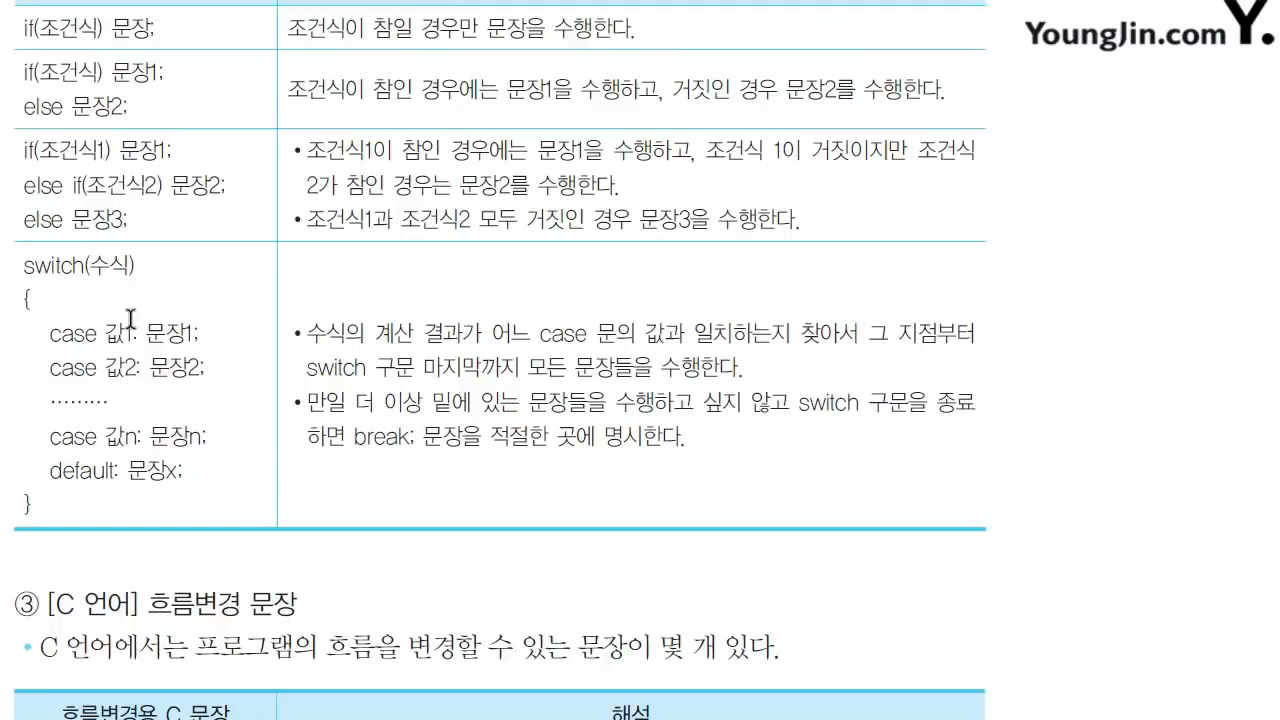 if(조건식) 문장;
조건식이 참일 경우만 문장을 수행한다.
if(조건식) 문장1;
else 문장2;
조건식이 참인 경우에는 문장1을 수행하고, 거짓인 경우 문장2를 수행한다.
if(조건식1) 문장1;
else if(조건식2) 문장2;
else 문장3;
• 조건식1이 참인 경우에는 문장1을 수행하고, 조건식 1이 거짓이지만 조건식
2가 참인 경우는 문장2를 수행한다.
• 조건식1과 조건식2 모두 거짓인 경우 문장3을 수행한다.
switch(수식)
{
case 값1: 문장1;
case 값2: 문장2;
………
case 값n: 문장n;
default: 문장x;
}
• 수식의 계산 결과가 어느 case 문의 값과 일치하는지 찾아서 그 지점부터
switch 구문 마지막까지 모든 문장들을 수행한다.
• 만일 더 이상 밑에 있는 문장들을 수행하고 싶지 않고 switch 구문을 종료
하면 break; 문장을 적절한 곳에 명시한다.
③ [C 언어] 흐름변경 문장
• C 언어에서는 프로그램의 흐름을 변경할 수 있는 문장이 몇 개 있다.
흐름변경용 C 문장
해설
YoungJin.com Y.